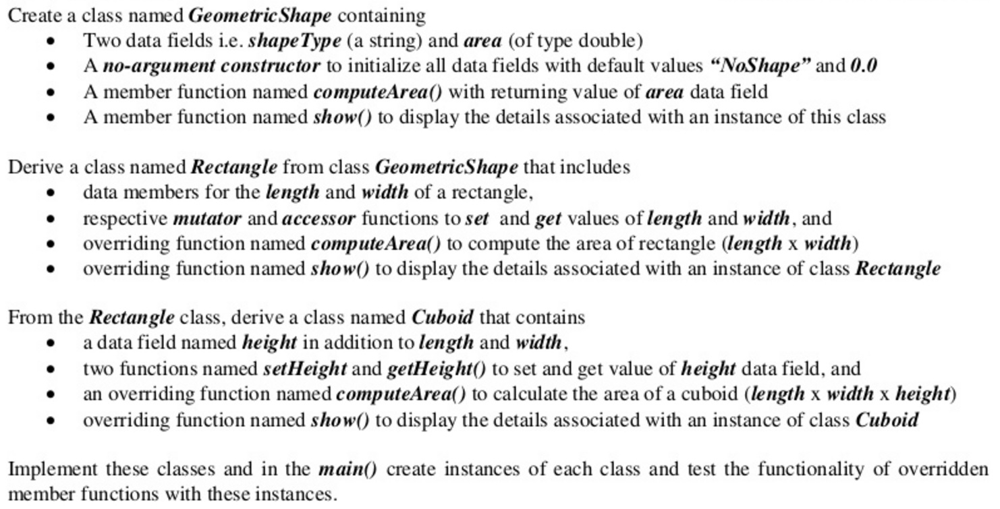 Create a class named GeometricShape containing
• Two data fields i.e. shapeType (a string) and area (of type double)
• A no-argument constructor to initialize all data fields with default values “NoShape” and 0.0
• A member function named computeArea() with returning value of area data field
• A member function named show() to display the details associated with an instance of this class
Derive a class named Rectangle from class GeometricShape that includes
• data members for the length and width of a rectangle,
• respective mutator and accessor functions to set and get values of length and width, and
• overriding function named computeArea() to compute the area of rectangle (length x width)
• overriding function named show() to display the details associated with an instance of class Rectangle
From the Rectangle class, derive a class named Cuboid that contains
• a data field named height in addition to length and width,
• two functions named setHeight and getHeight() to set and get value of height data field, and
• an overriding function named computeArea() to calculate the area of a cuboid (length x width x height)
• overriding function named show() to display the details associated with an instance of class Cuboid
Implement these classes and in the main() create instances of each class and test the functionality of overridden
member functions with these instances.